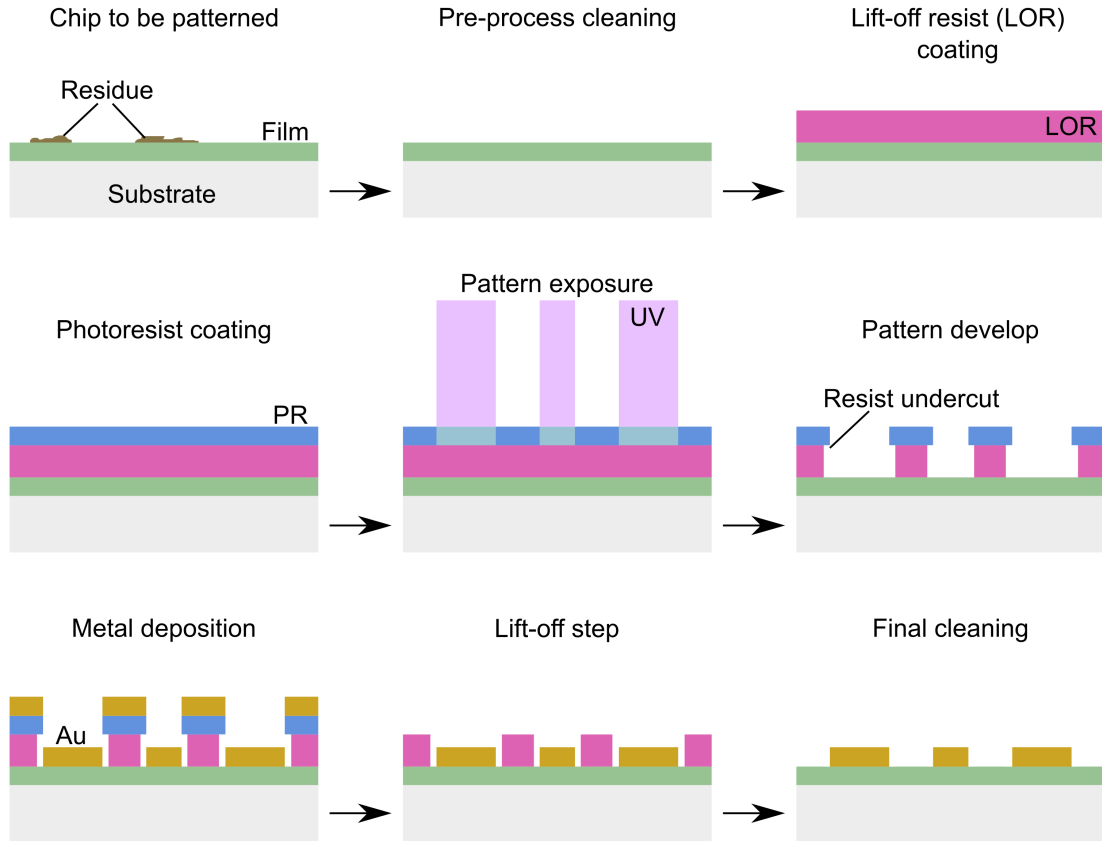 Chip to be patterned
Pre-process cleaning
Lift-off resist (LOR)
coating
Residue
Film
LOR
Substrate
Photoresist coating
Pattern exposure
Pattern develop
UV
Resist undercut
PR
Metal deposition
Lift-off step
Final cleaning
Au